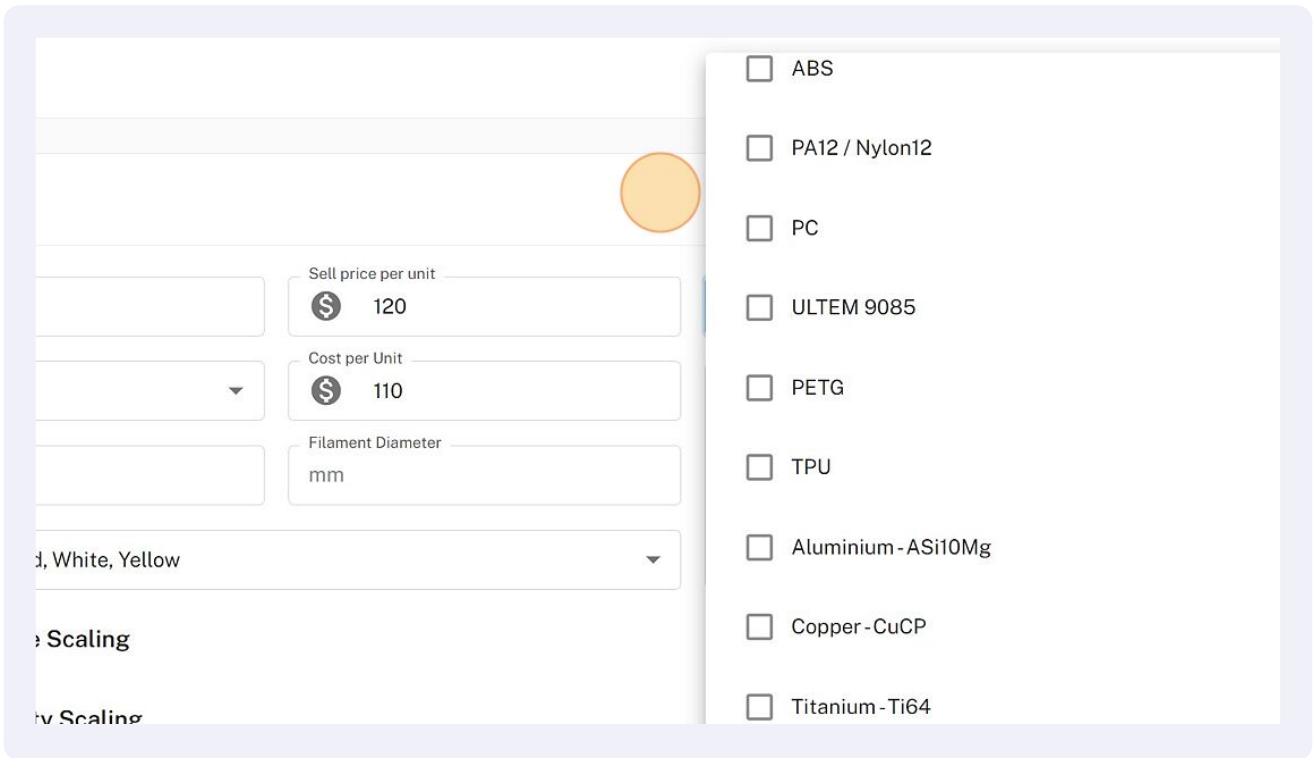 Sell price per unit
120
Cost per Unit
110
Filament Diameter
mm
White, Yellow
Scaling
Scaling
ABS
PA12 / Nylon12
PC
ULTEM 9085
PETG
TPU
Aluminium - ASi10Mg
Copper - CuCP
Titanium - Ti64